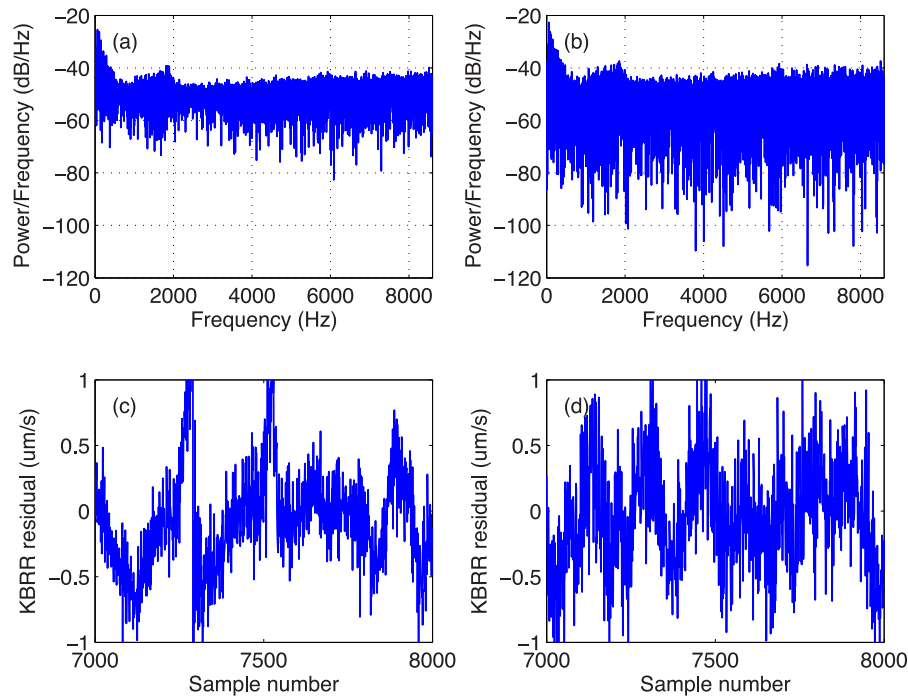 (a)
Power/Frequency (dB/Hz)
−20
−40
−60
−80
−100
−120
0 2000 4000 6000 8000
Frequency (Hz)
(b)
Power/Frequency (dB/Hz)
−20
−40
−60
−80
−100
−120
0 2000 4000 6000 8000
Frequency (Hz)
(c)
KBRR residual (um/s)
1
0.5
0
−0.5
−1
7000 7500 8000
Sample number
(d)
KBRR residual (um/s)
1
0.5
0
−0.5
−1
7000 7500 8000
Sample number